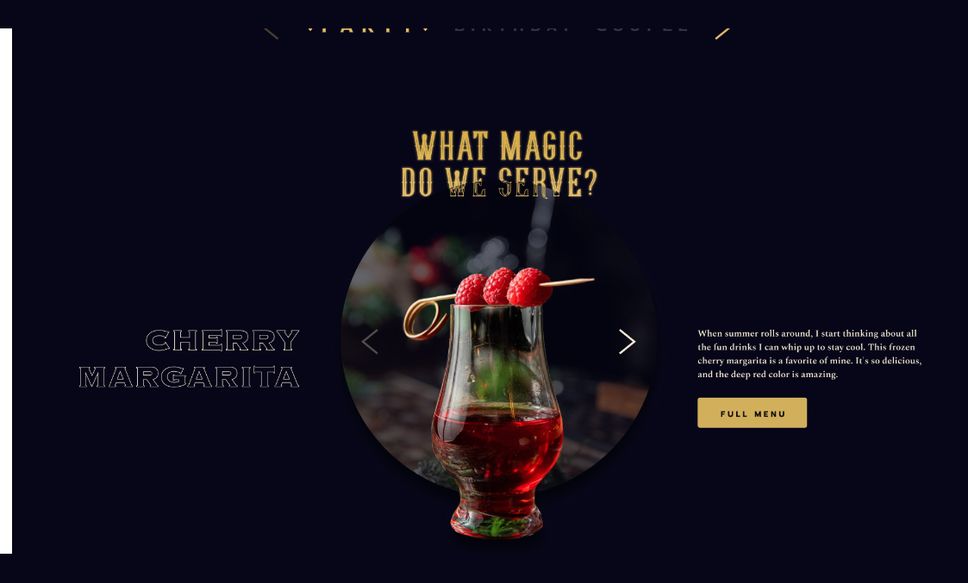 WHAT MAGIC
DO WE SERVE?
CHERRY
MARGARITA
When summer rolls around, I start thinking about all
the fun drinks I can whip up to stay cool. This frozen
cherry margarita is a favorite of mine. It's so delicious,
and the deep red color is amazing.
FULL MENU